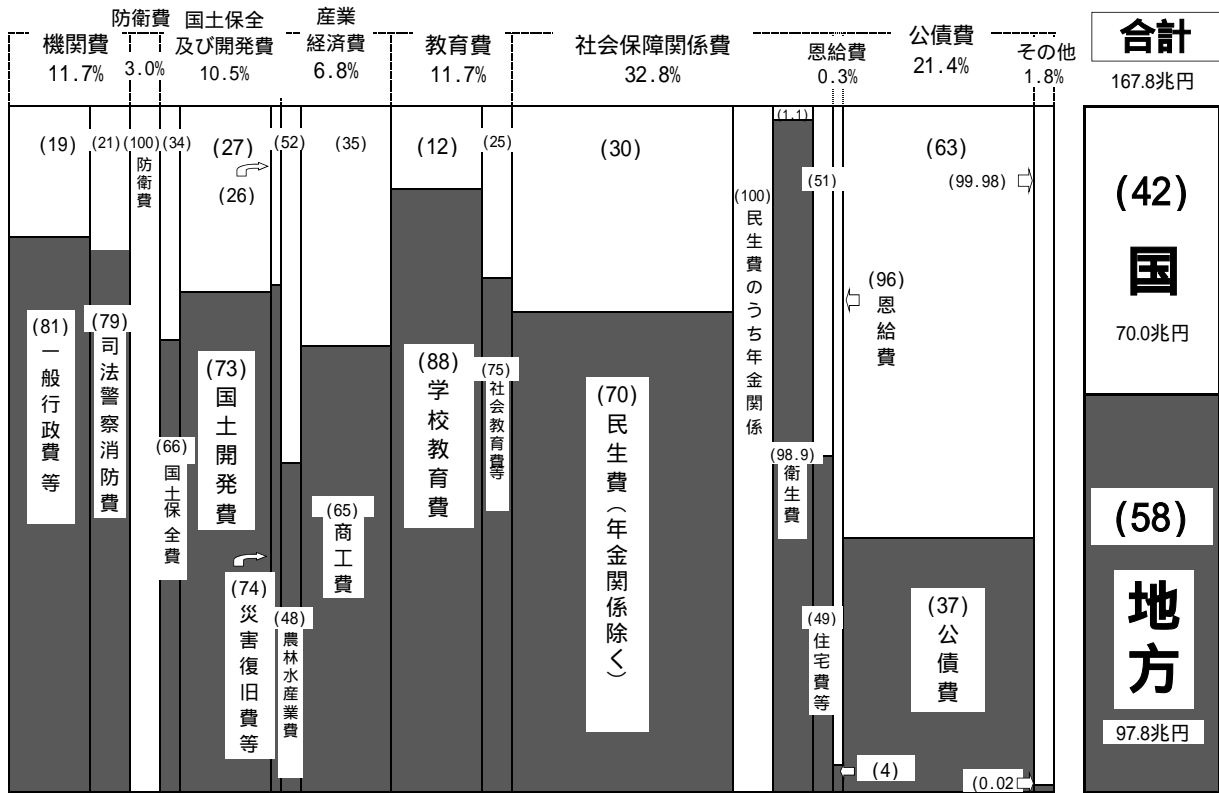 機関費
11.7%
防衛費
3.0%
国土保全
及び開発費
10.5%
産業
経済費
6.8%
教育費
11.7%
社会保障関係費
32.8%
恩給費
0.3%
公債費
21.4%
その他
1.8%
合計
167.8兆円
(19)
(21)
(100)
防衛費
(34)
(27)
(26)
(52)
(35)
(12)
(25)
(30)
(100)
民生費のうち年金関係
(1.1)
(51)
(96)
恩給費
(63)
(99.98)
(42)
国
70.0兆円
(81)
一般行政費等
(79)
司法警察消防費
(66)
国土保全費
(73)
国土開発費
(74)
災害復旧費等
(48)
農林水産業費
(65)
商工費
(88)
学校教育費
(75)
社会教育費等
(70)
民生費(年金関係除く)
(98.9)
衛生費
(49)
住宅費等
(4)
(37)
公債費
(0.02
(58)
地方
97.8兆円